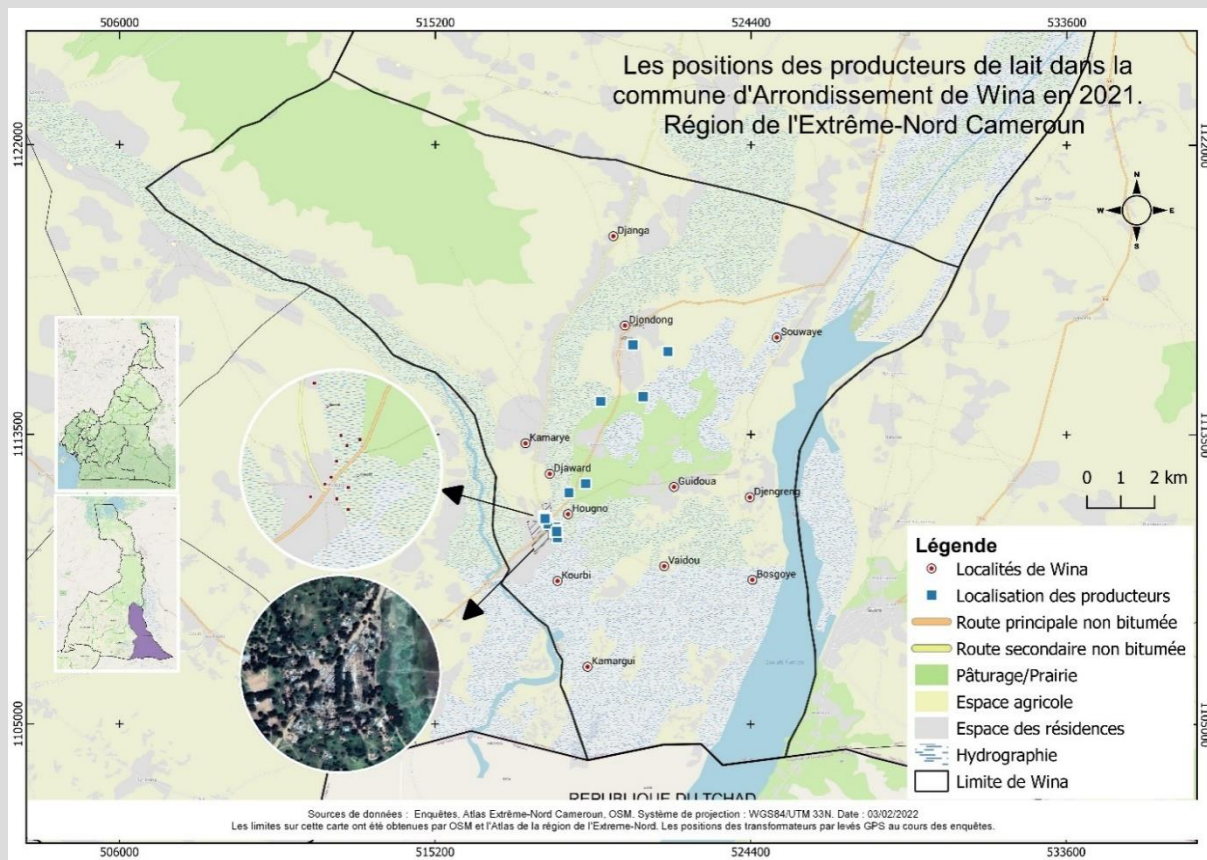 506000
515200
524400
533600
Les positions des producteurs de lait dans la
commune d'Arrondissement de Wina en 2021.
Région de l'Extrême-Nord Cameroun
1122000
1122000
N
W
E
S
Djanga
Djondong
Souwaye
1113500
1113500
Kamarye
Djaward
Guidoua
Djengreng
Hougno
0 1 2 km
Vaidou
Kourbi
Bosgoye
Kamargui
1105000
1105000
Légende
Localités de Wina
Localisation des producteurs
Route principale non bitumée
Route secondaire non bitumée
Pâturage/Prairie
Espace agricole
Espace des résidences
Hydrographie
Limite de Wina
REPUBLIQUE DU TCHAD
Sources de données : Enquêtes, Atlas Extrême-Nord Cameroun, OSM. Système de projection : WGS84/UTM 33N. Date : 03/02/2022
Les limites sur cette carte ont été obtenues par OSM et l'Atlas de la région de l'Extreme-Nord. Les positions des transformateurs par levés GPS au cours des enquêtes.
506000
515200
524400
533600